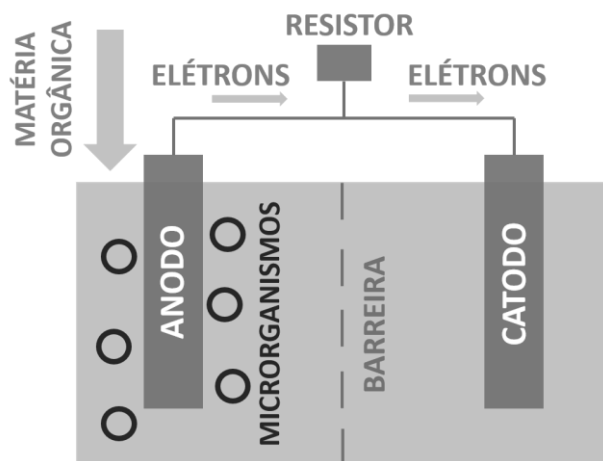 MATÉRIA
ORGÂNICA
RESISTOR
ELÉTRONS
ELÉTRONS
ANODO
MICRORGANISMOS
BARREIRA
CATODO